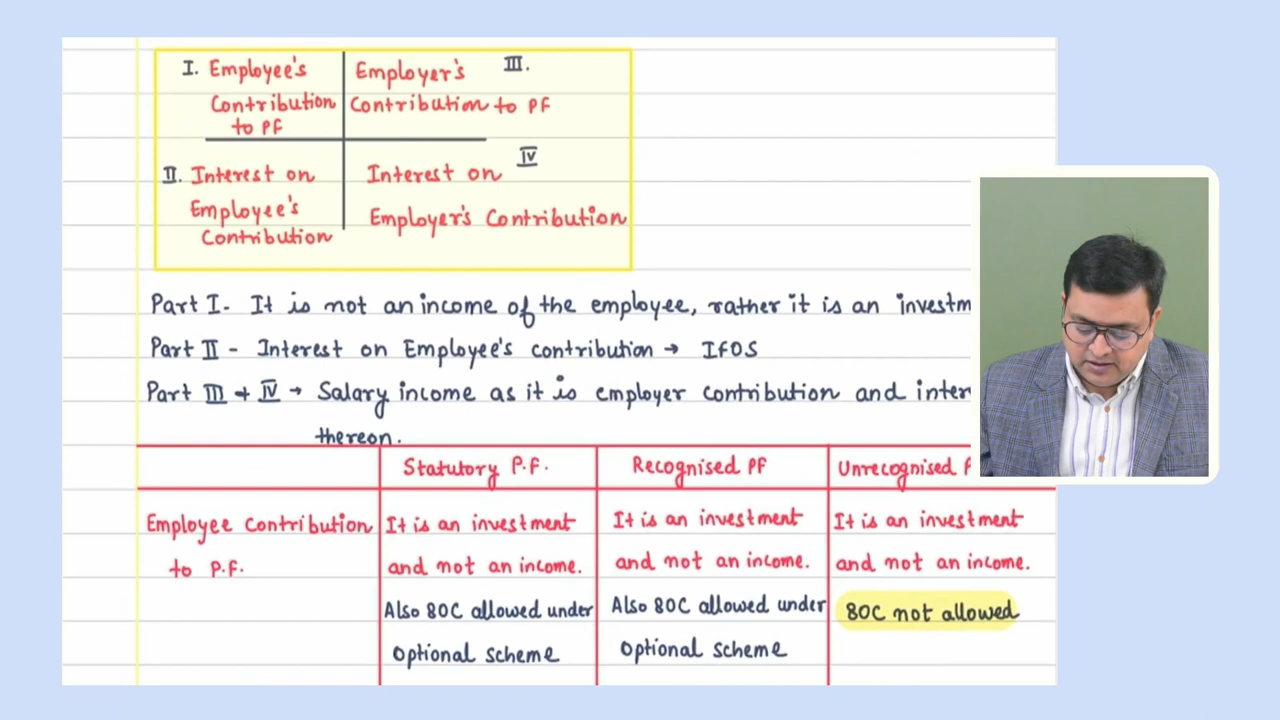 I. Employee's
Contribution
to PF
Employer's III.
Contribution to PF
II. Interest on
Employee's
Contribution
Interest on IV
Employer's Contribution
Part I - It is not an income of the employee, rather it is an investm
Part II - Interest on Employee's contribution → IFOS
Part III + IV → Salary income as it is employer contribution and inter
thereon.
Statutory P.F. Recognised PF Unrecognised P
Employee Contribution
to P.F.
It is an investment
and not an income.
Also 80C allowed under
Optional scheme
It is an investment
and not an income.
Also 80C allowed under
Optional scheme
It is an investment
and not an income.
80C not allowed